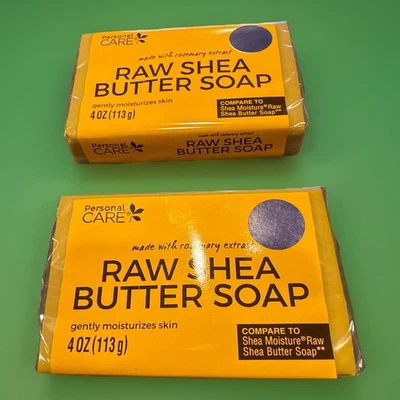 Personal
CARE®
made with rosemary extract
RAW SHEA
BUTTER SOAP
gently moisturizes skin
4 OZ (113 g)
COMPARE TO
Shea Moisture® Raw
Shea Butter Soap**
Personal
CARE®
made with rosemary extract
RAW SHEA
BUTTER SOAP
Personal
CARE®
made with rosemary extract
RAW SHEA
BUTTER SOAP
gently moisturizes skin
4 OZ (113 g)
COMPARE TO
Shea Moisture® Raw
Shea Butter Soap**